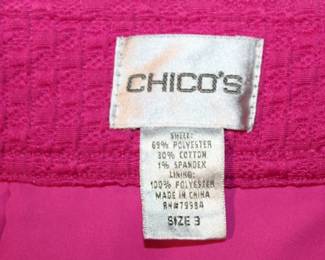 CHICO'S
SHELL:
69% POLYESTER
30% COTTON
1% SPANDEX
LINING:
100% POLYESTER
MADE IN CHINA
RN#79984
SIZE 3